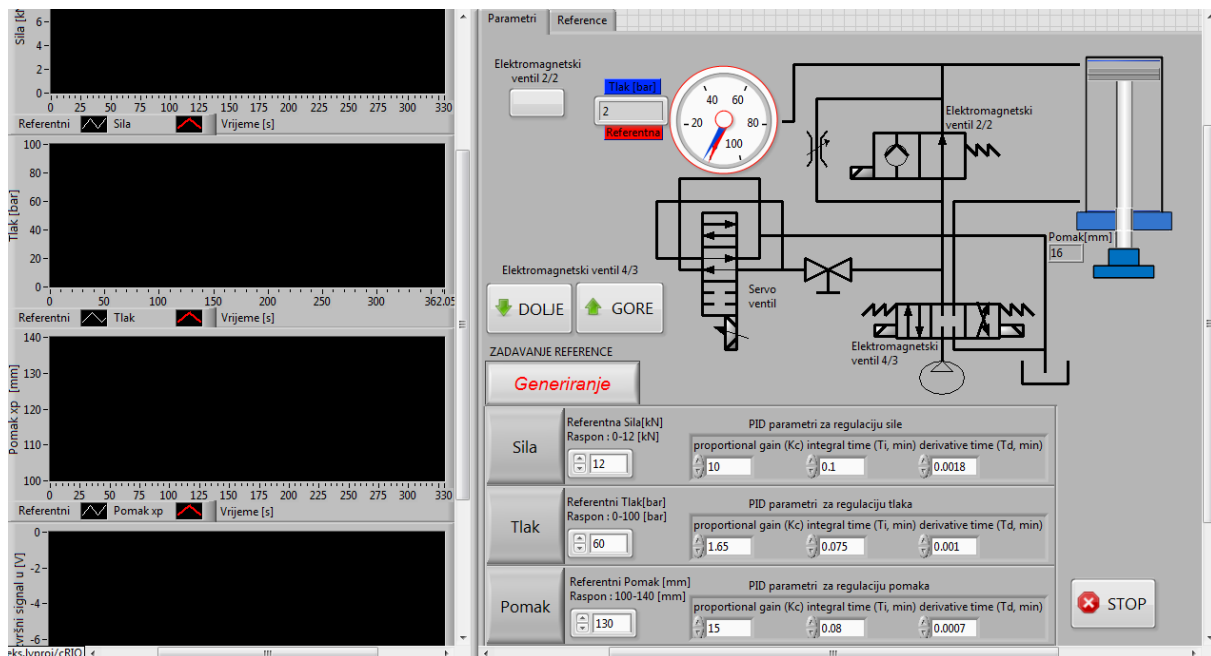 Sila [kN
6
4
2
0
0 25 50 75 100 125 150 175 200 225 250 275 300 330
Referentni Sila Vrijeme [s]
100
80
60
40
20
0
Tlak [bar]
0 50 100 150 200 250 300 362.05
Referentni Tlak Vrijeme [s]
140
130
120
110
100
Pomak xp [mm]
0 25 50 75 100 125 150 175 200 225 250 275 300 330
Referentni Pomak xp Vrijeme [s]
0
-2
-4
-6
vršni signal u [V]
eks.lvproj/cRIO
Parametri Reference
Elektromagnetski
ventil 2/2
Tlak [bar]
2
Referentna
20 40 60 80 100
Elektromagnetski
ventil 2/2
Pomak[mm]
16
Servo
ventil
Elektromagnetski ventil 4/3
DOLJE GORE
Elektromagnetski
ventil 4/3
ZADAVANJE REFERENCE
Generiranje
Sila
Referentna Sila[kN]
Raspon : 0-12 [kN]
12
PID parametri za regulaciju sile
proportional gain (Kc) integral time (Ti, min) derivative time (Td, min)
10 0.1 0.0018
Tlak
Referentni Tlak[bar]
Raspon : 0-100 [bar]
60
PID parametri za regulaciju tlaka
proportional gain (Kc) integral time (Ti, min) derivative time (Td, min)
1.65 0.075 0.001
Pomak
Referentni Pomak [mm]
Raspon : 100-140 [mm]
130
PID parametri za regulaciju pomaka
proportional gain (Kc) integral time (Ti, min) derivative time (Td, min)
15 0.08 0.0007
STOP